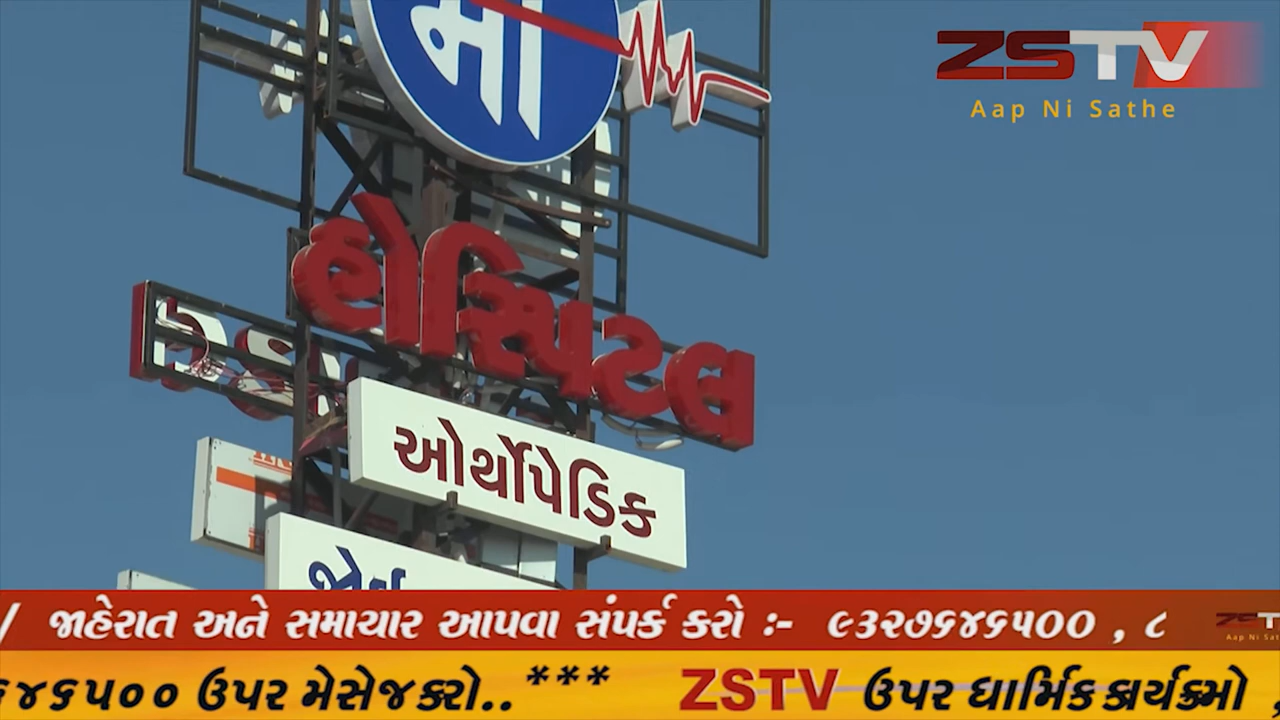 મા
ZSTV
Aap Ni Sathe
હોસ્પિટલ
ઓર્થોપેડિક
/ જાહેરાત અને સમાચાર આપવા સંપર્ક કરો :- ૯૩૨૭૬૪૬૫૦૦ , ૮
૬૪૬૫૦૦ ઉપર મેસેજ કરો..*** ZSTV ઉપર ધાર્મિક કાર્યક્રમો ,